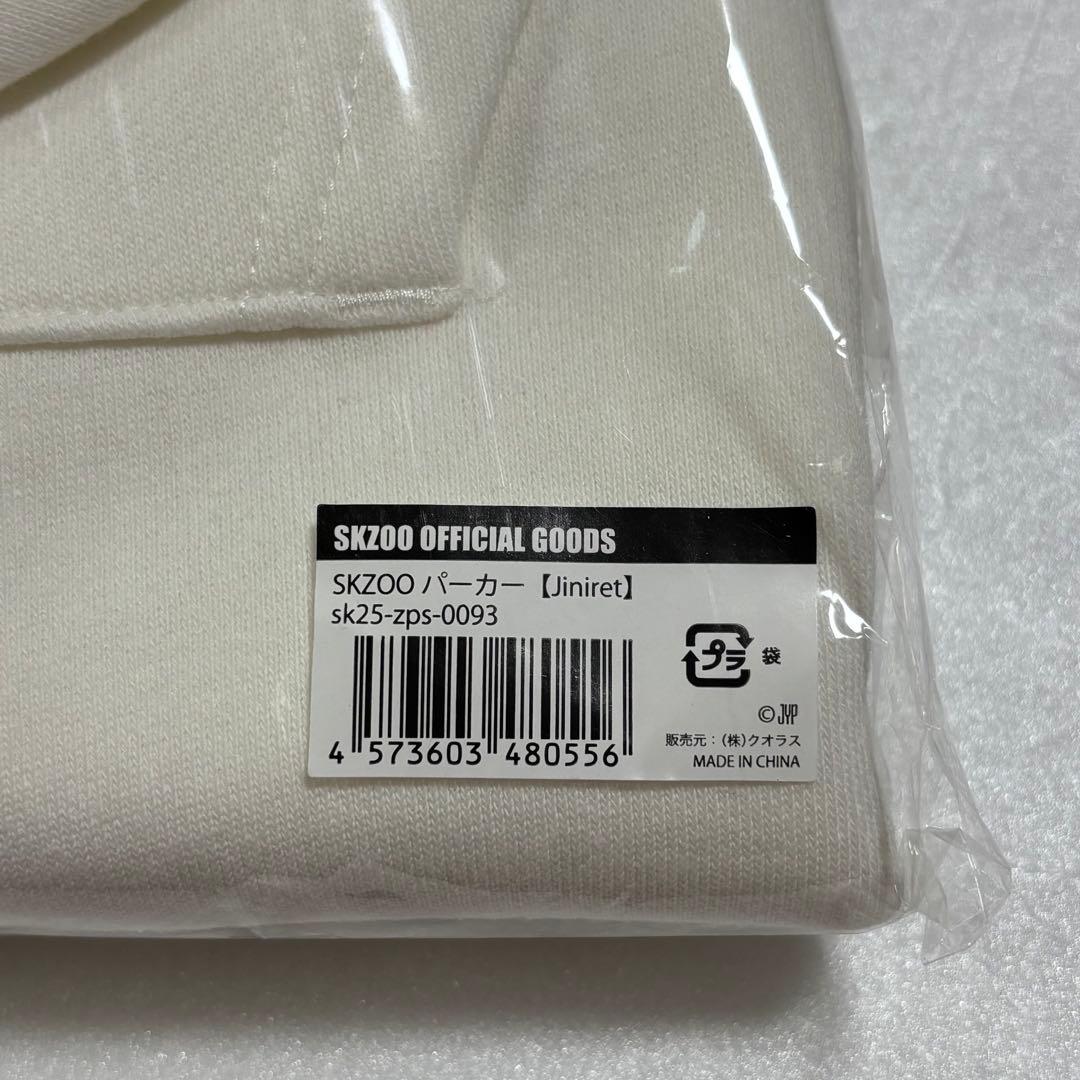 SKZOO OFFICIAL GOODS
SKZOO パーカー【Jiniret】
sk25-zps-0093
プラ 袋
4 573603 480556
© JYP
販売元：（株）クオラス
MADE IN CHINA